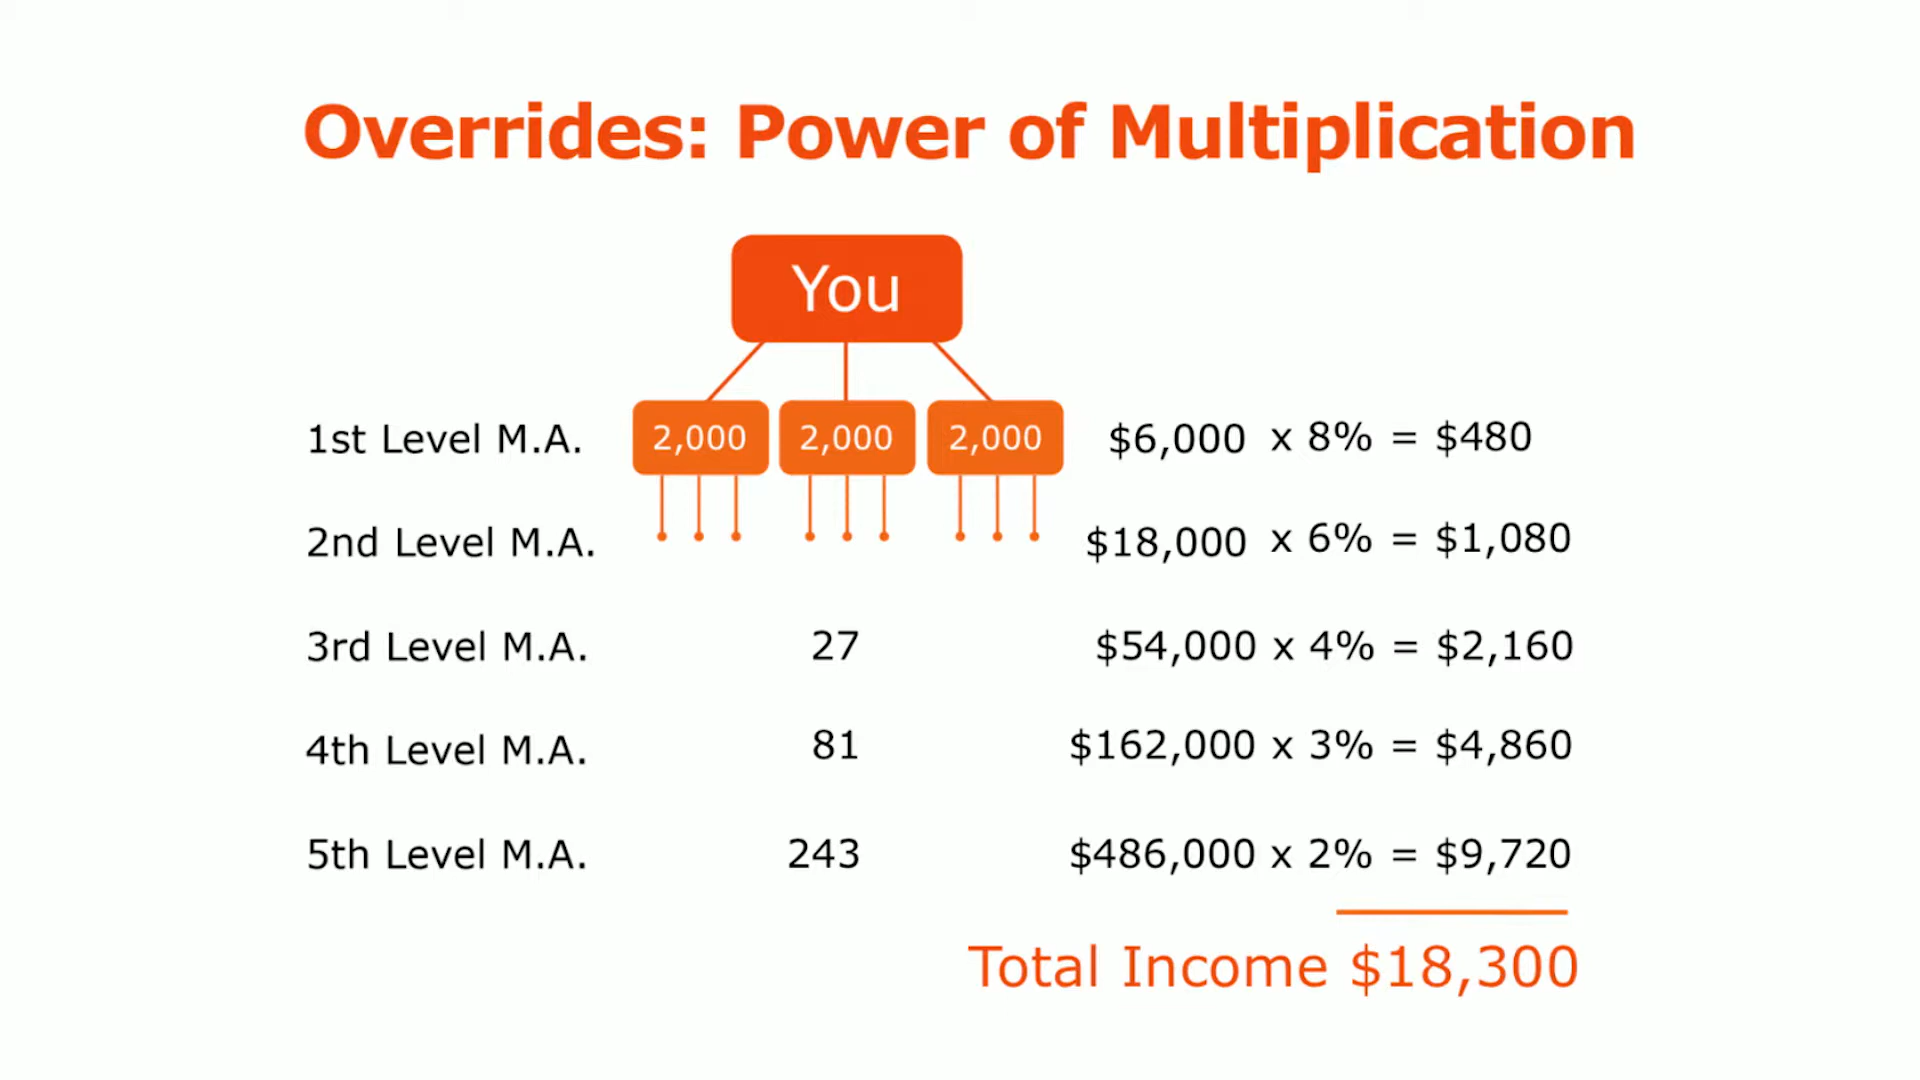 Overrides: Power of Multiplication
You
1st Level M.A. 2,000 2,000 2,000 $6,000 x 8% = $480
2nd Level M.A. $18,000 x 6% = $1,080
3rd Level M.A. 27 $54,000 x 4% = $2,160
4th Level M.A. 81 $162,000 x 3% = $4,860
5th Level M.A. 243 $486,000 x 2% = $9,720
Total Income $18,300